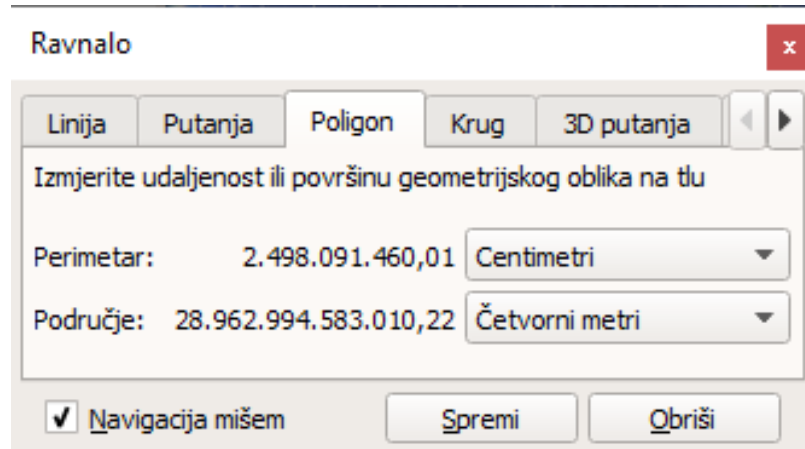 Ravnalo x
Linija Putanja Poligon Krug 3D putanja
Izmjerite udaljenost ili površinu geometrijskog oblika na tlu
Perimetar: 2.498.091.460,01 Centimetri
Područje: 28.962.994.583.010,22 Četvorni metri
Navigacija mišem Spremi Obriši